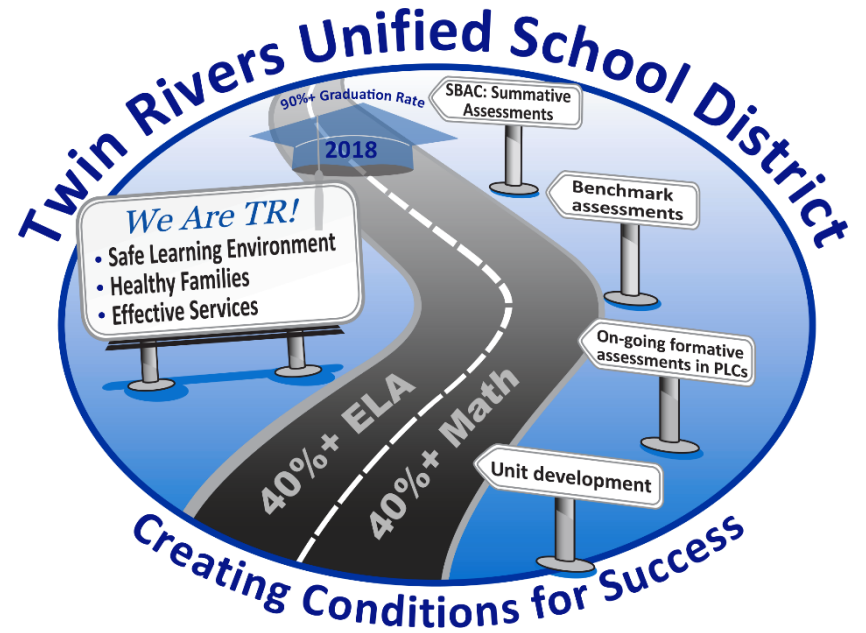 Twin Rivers Unified School District
90%+ Graduation Rate
2018
SBAC: Summative
Assessments
Benchmark
assessments
We Are TR!
• Safe Learning Environment
• Healthy Families
• Effective Services
On-going formative
assessments in PLCs
Unit development
40%+ ELA
40%+ Math
Creating Conditions for Success